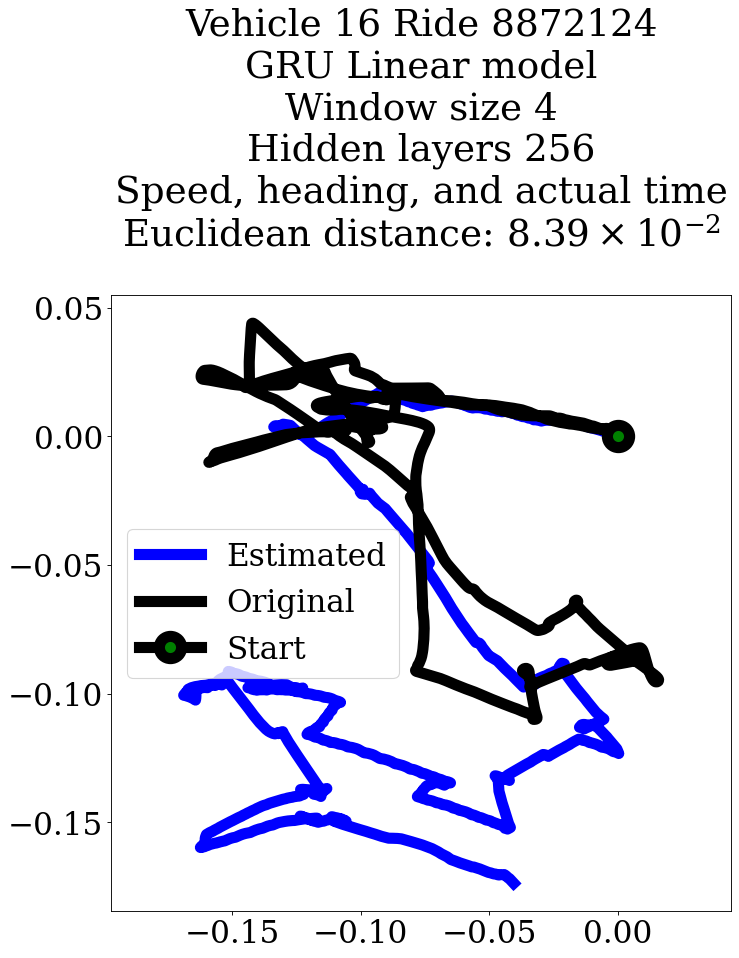 Vehicle 16 Ride 8872124
GRU Linear model
Window size 4
Hidden layers 256
Speed, heading, and actual time
Euclidean distance: 8.39 × 10⁻²
0.05
0.00
−0.05
−0.10
−0.15
Estimated
Original
Start
−0.15 −0.10 −0.05 0.00